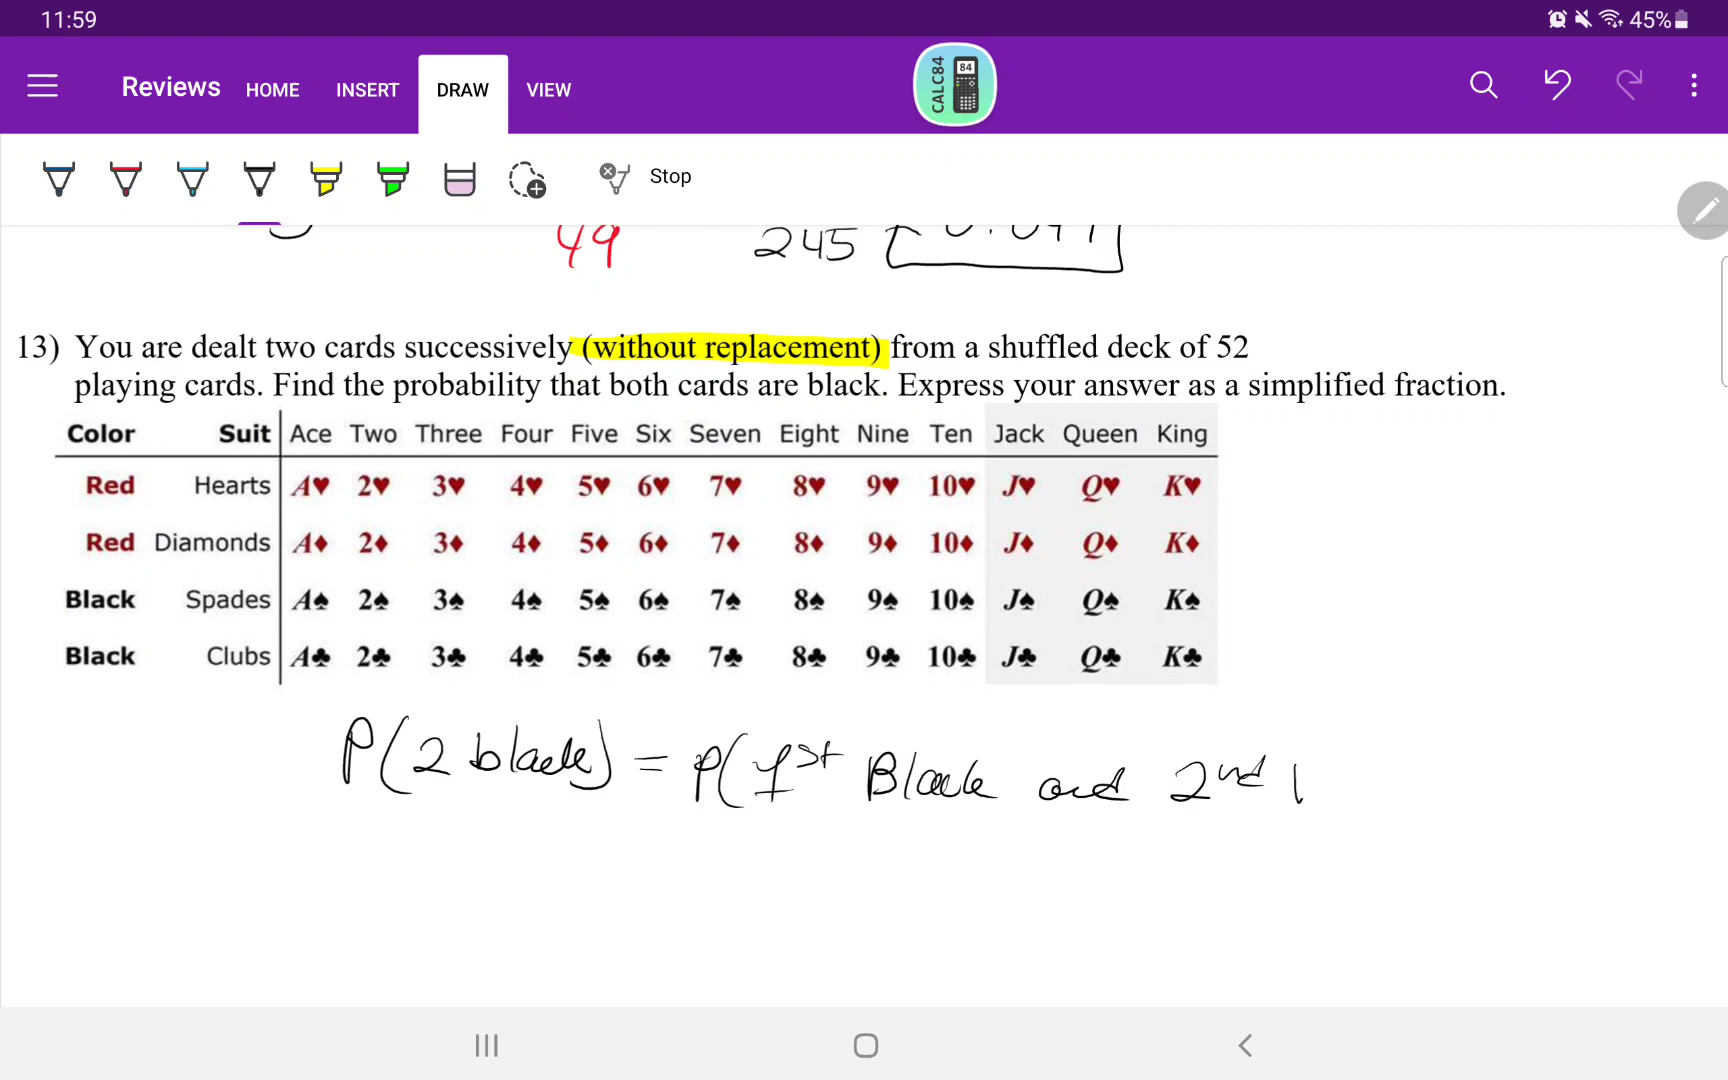 11:59 45%
Reviews HOME INSERT DRAW VIEW CALC84 84
Stop
49 245
13) You are dealt two cards successively (without replacement) from a shuffled deck of 52
playing cards. Find the probability that both cards are black. Express your answer as a simplified fraction.
Color Suit Ace Two Three Four Five Six Seven Eight Nine Ten Jack Queen King
Red Hearts A♥ 2♥ 3♥ 4♥ 5♥ 6♥ 7♥ 8♥ 9♥ 10♥ J♥ Q♥ K♥
Red Diamonds A♦ 2♦ 3♦ 4♦ 5♦ 6♦ 7♦ 8♦ 9♦ 10♦ J♦ Q♦ K♦
Black Spades A♠ 2♠ 3♠ 4♠ 5♠ 6♠ 7♠ 8♠ 9♠ 10♠ J♠ Q♠ K♠
Black Clubs A♣ 2♣ 3♣ 4♣ 5♣ 6♣ 7♣ 8♣ 9♣ 10♣ J♣ Q♣ K♣
P(2 black) = P(1st Black and 2nd